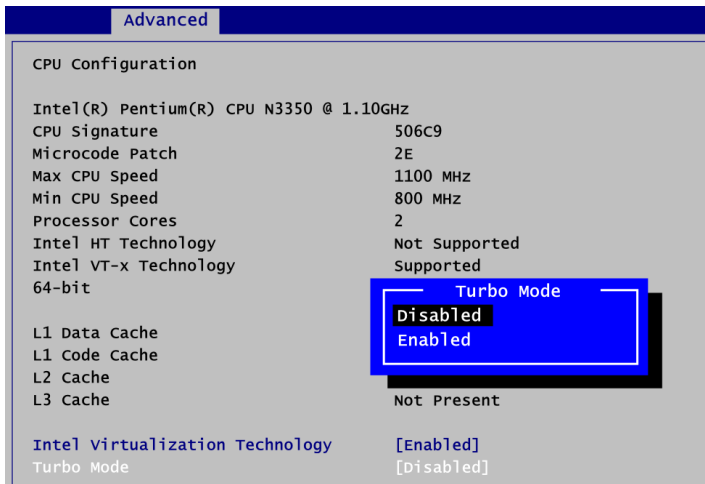 Advanced
CPU Configuration
Intel(R) Pentium(R) CPU N3350 @ 1.10GHz
CPU Signature 506C9
Microcode Patch 2E
Max CPU Speed 1100 MHz
Min CPU Speed 800 MHz
Processor Cores 2
Intel HT Technology Not Supported
Intel VT-x Technology Supported
64-bit
Turbo Mode
Disabled
Enabled
L1 Data Cache
L1 Code Cache
L2 Cache
L3 Cache Not Present
Intel Virtualization Technology [Enabled]
Turbo Mode [Disabled]